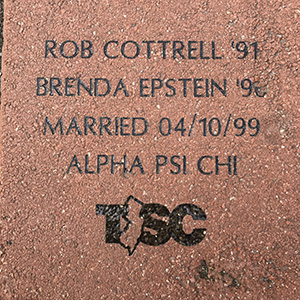 ROB COTTRELL '91
BRENDA EPSTEIN
MARRIED 04/10/99
ALPHA PSI CHI
TSC